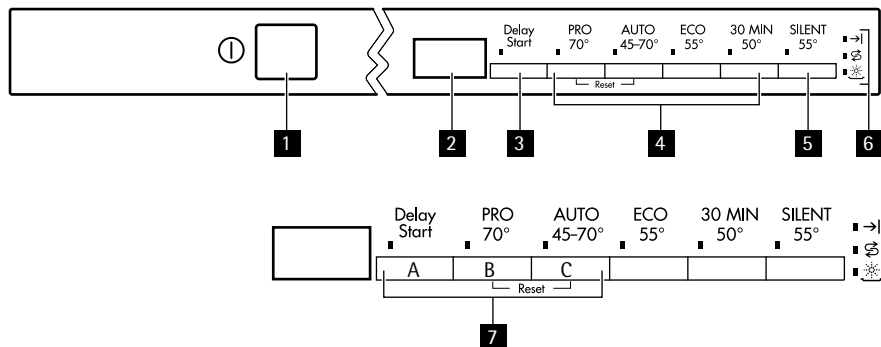 Delay Start PRO 70° AUTO 45–70° ECO 55° 30 MIN 50° SILENT 55°
Reset
1 2 3 4 5 6
Delay Start PRO 70° AUTO 45–70° ECO 55° 30 MIN 50° SILENT 55°
A B C
Reset
7